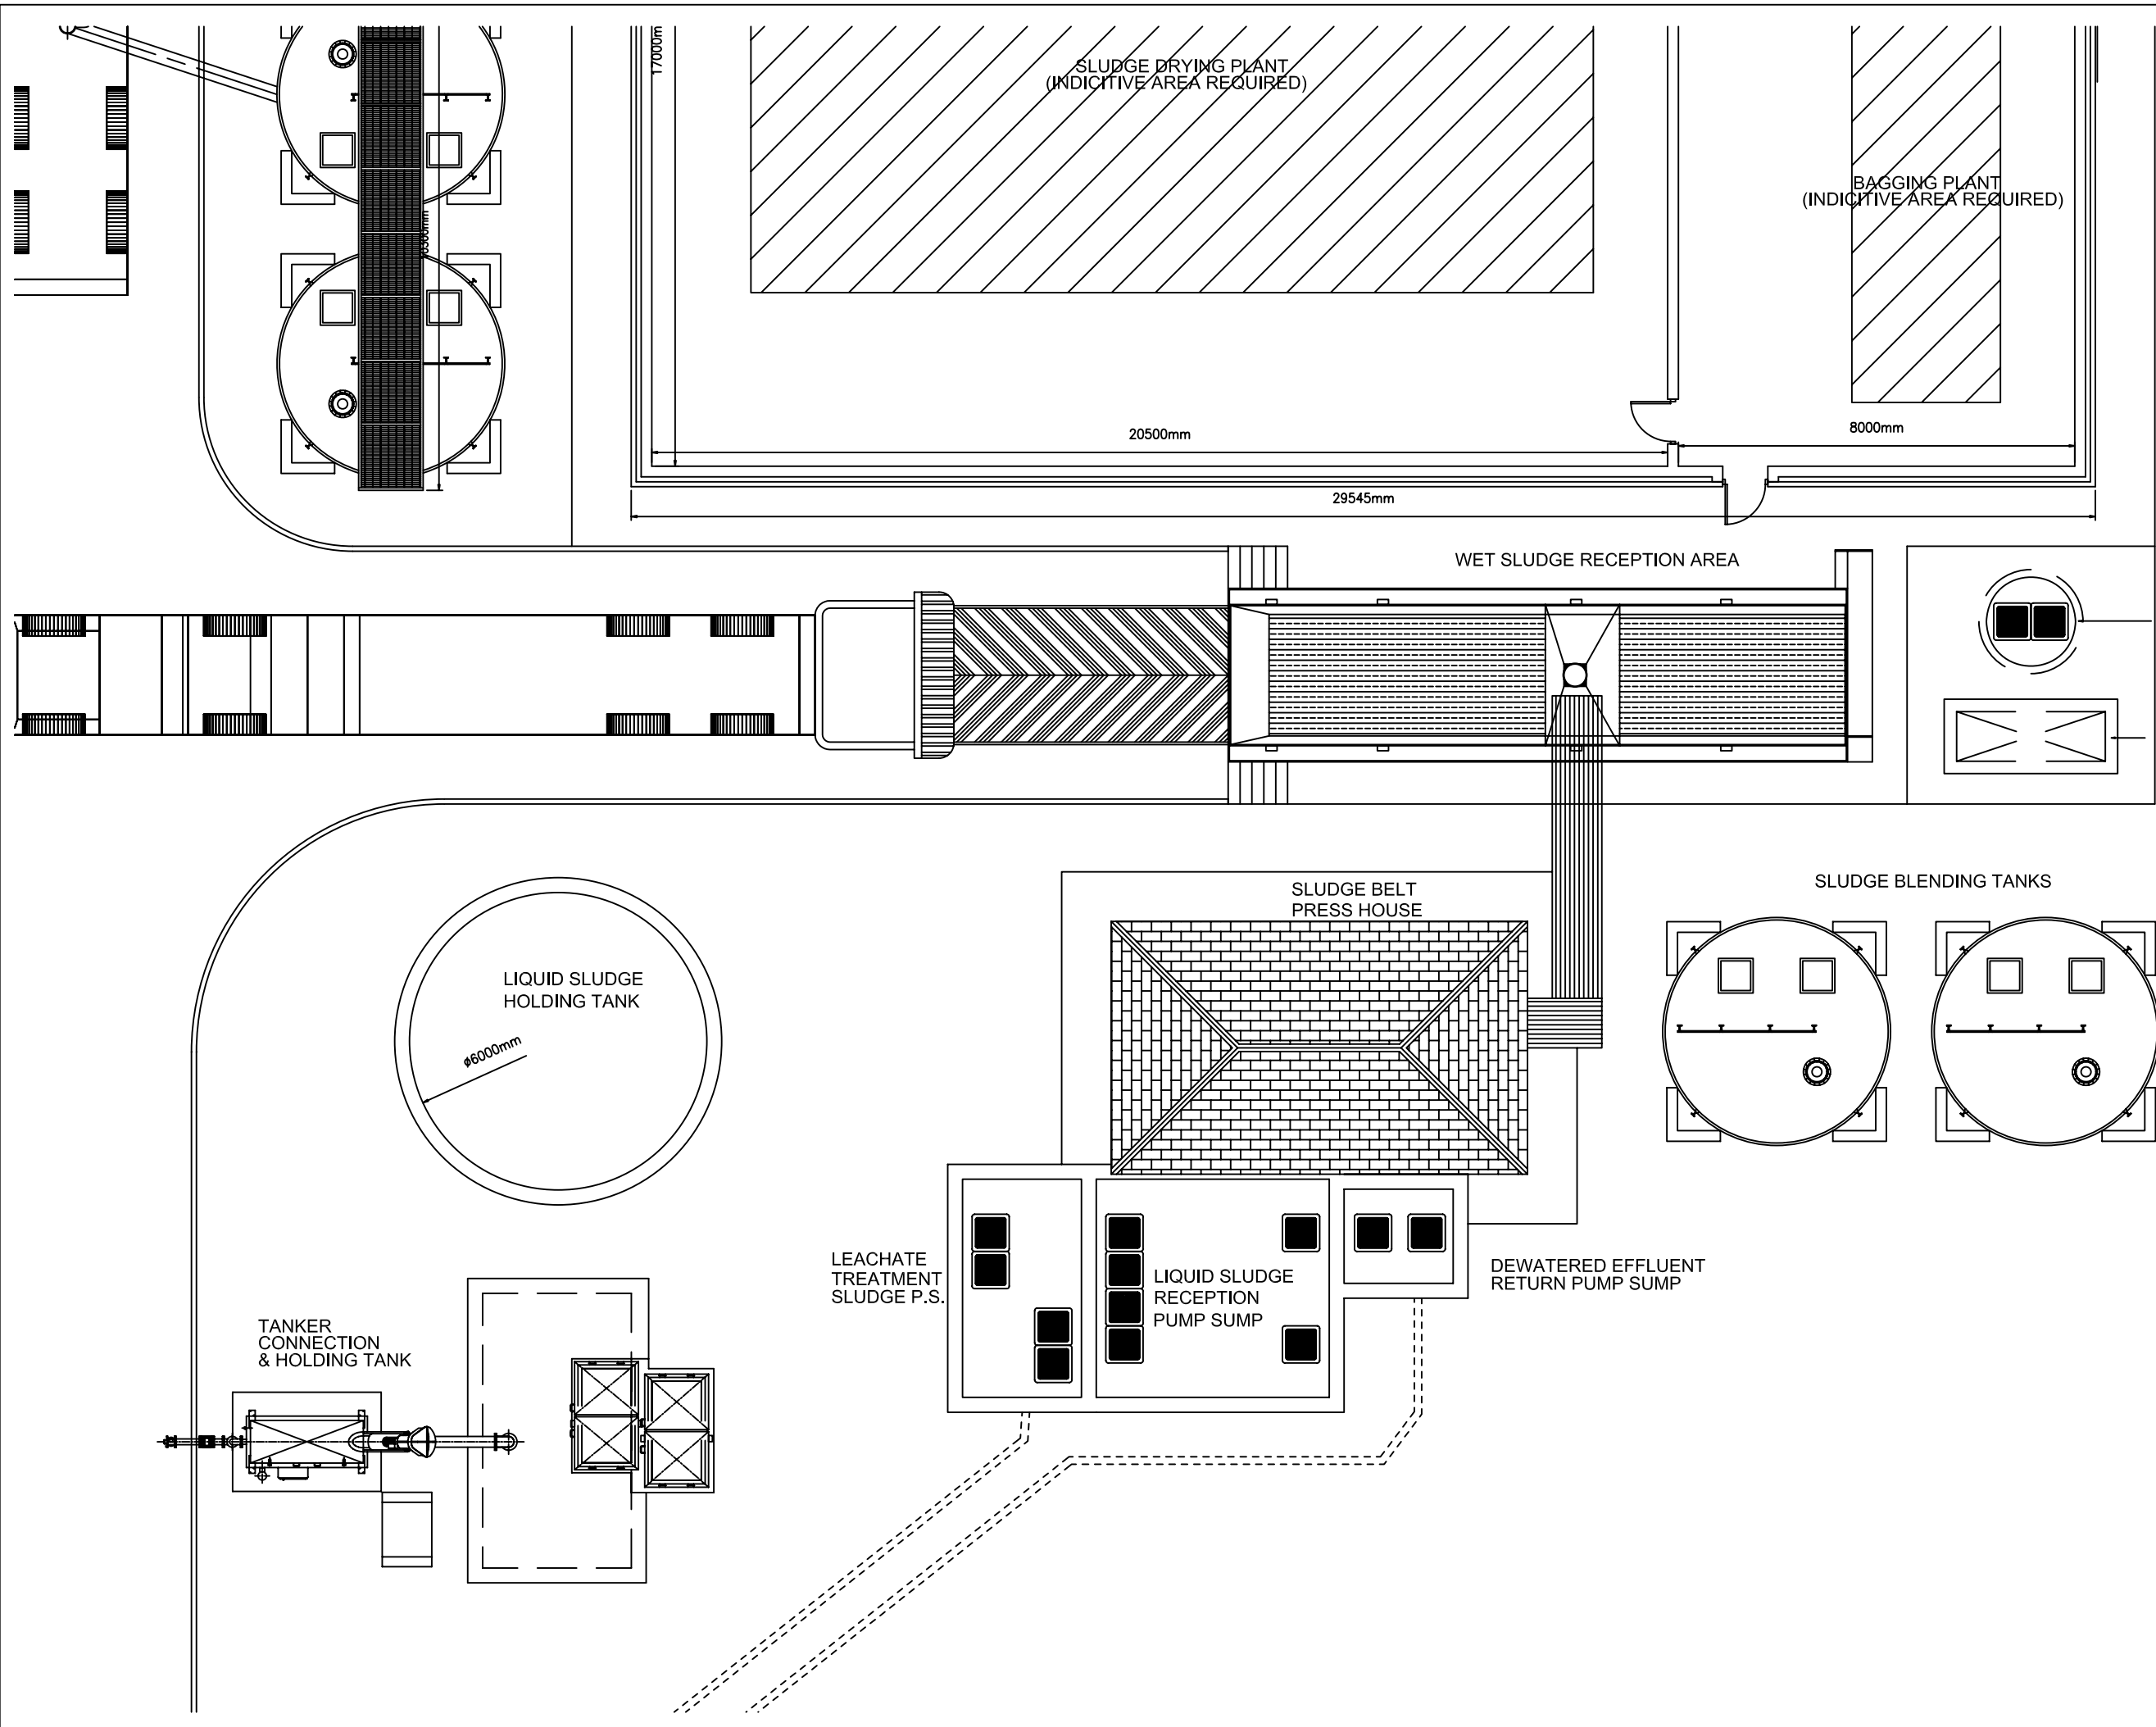 17000m
SLUDGE DRYING PLANT
(INDICITIVE AREA REQUIRED)
BAGGING PLANT
(INDICITIVE AREA REQUIRED)
20500mm
8000mm
29545mm
WET SLUDGE RECEPTION AREA
SLUDGE BELT
PRESS HOUSE
SLUDGE BLENDING TANKS
LIQUID SLUDGE
HOLDING TANK
ø6000mm
LEACHATE
TREATMENT
SLUDGE P.S.
LIQUID SLUDGE
RECEPTION
PUMP SUMP
DEWATERED EFFLUENT
RETURN PUMP SUMP
TANKER
CONNECTION
& HOLDING TANK